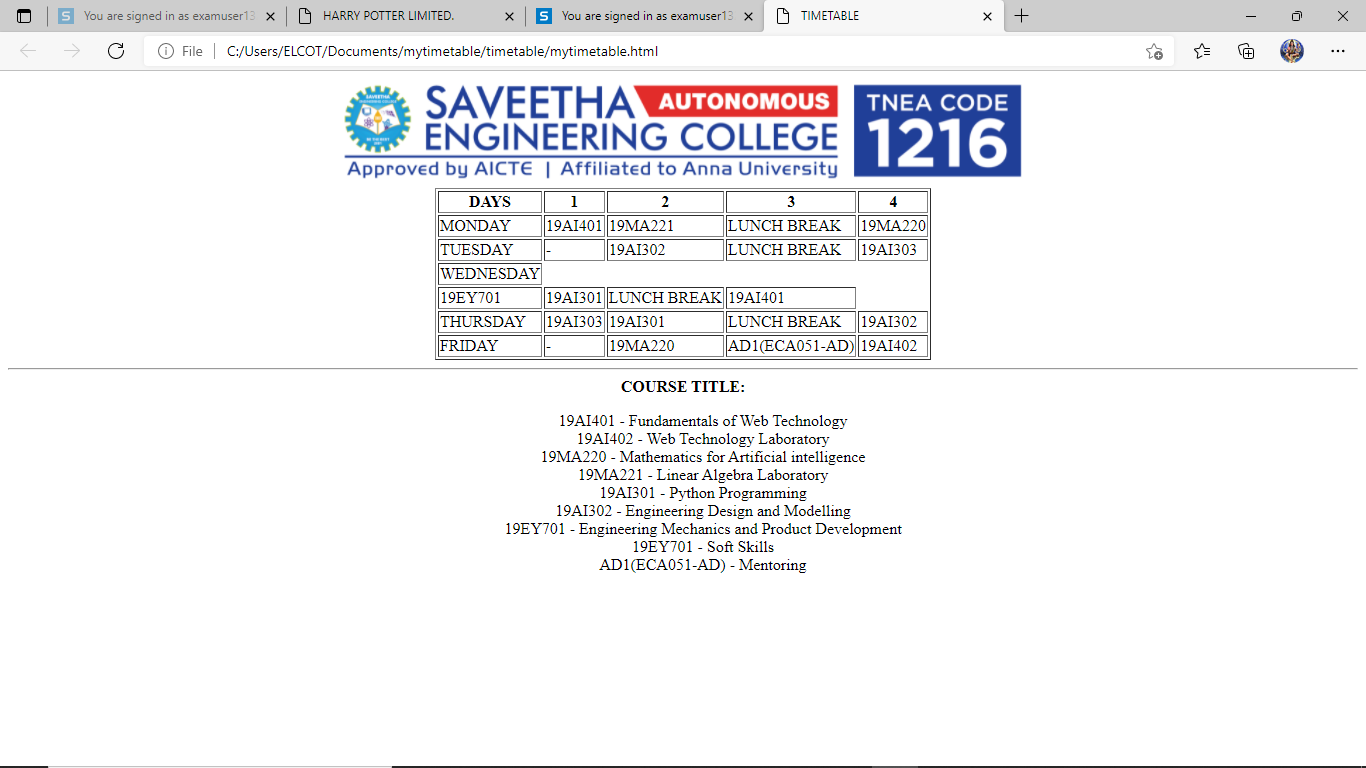 You are signed in as examuser13
HARRY POTTER LIMITED.
You are signed in as examuser13
TIMETABLE
File
C:/Users/ELCOT/Documents/mytimetable/timetable/mytimetable.html
SAVEETHA AUTONOMOUS
ENGINEERING COLLEGE
Approved by AICTE | Affiliated to Anna University
TNEA CODE
1216
DAYS 1 2 3 4
MONDAY 19AI401 19MA221 LUNCH BREAK 19MA220
TUESDAY - 19AI302 LUNCH BREAK 19AI303
WEDNESDAY
19EY701 19AI301 LUNCH BREAK 19AI401
THURSDAY 19AI303 19AI301 LUNCH BREAK 19AI302
FRIDAY - 19MA220 AD1(ECA051-AD) 19AI402
COURSE TITLE:
19AI401 - Fundamentals of Web Technology
19AI402 - Web Technology Laboratory
19MA220 - Mathematics for Artificial intelligence
19MA221 - Linear Algebra Laboratory
19AI301 - Python Programming
19AI302 - Engineering Design and Modelling
19EY701 - Engineering Mechanics and Product Development
19EY701 - Soft Skills
AD1(ECA051-AD) - Mentoring